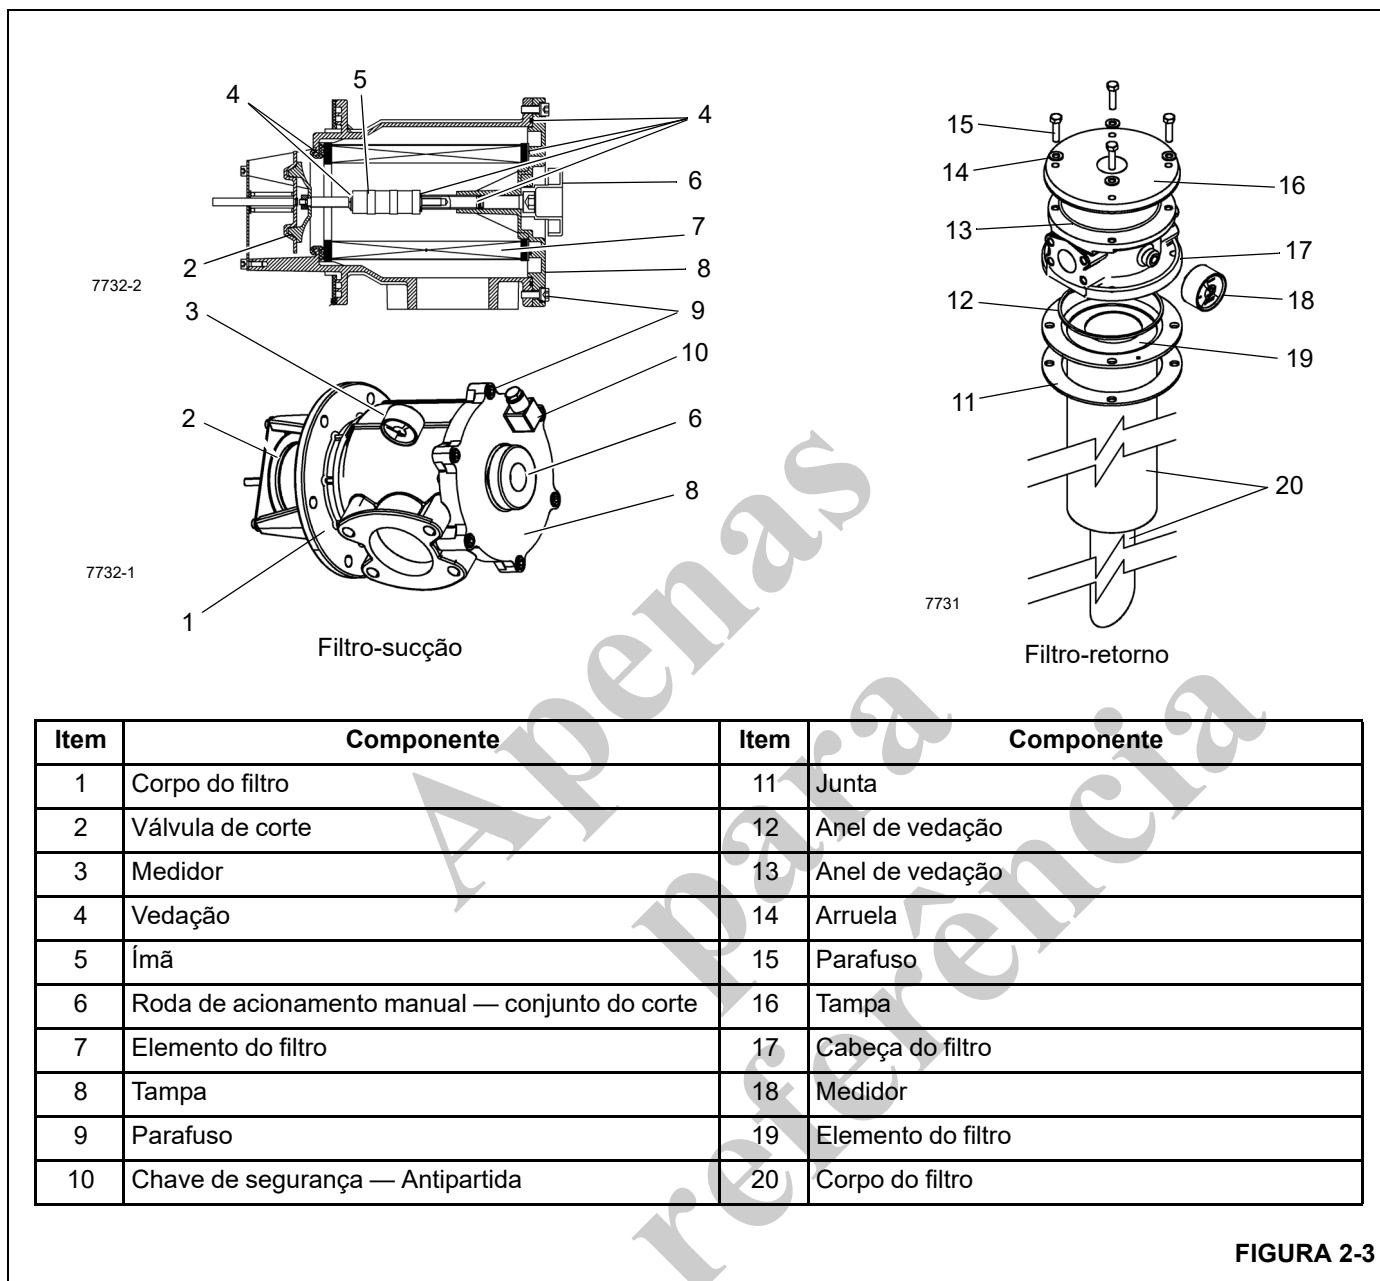 5
4
4
6
7
2
8
7732-2
3
9
10
2
6
8
7732-1
1
Filtro-sucção
15
14
16
13
17
12
18
19
11
20
7731
Filtro-retorno
Item Componente Item Componente
1 Corpo do filtro 11 Junta
2 Válvula de corte 12 Anel de vedação
3 Medidor 13 Anel de vedação
4 Vedação 14 Arruela
5 Ímã 15 Parafuso
6 Roda de acionamento manual — conjunto do corte 16 Tampa
7 Elemento do filtro 17 Cabeça do filtro
8 Tampa 18 Medidor
9 Parafuso 19 Elemento do filtro
10 Chave de segurança — Antipartida 20 Corpo do filtro
FIGURA 2-3
Apenas
para
referência